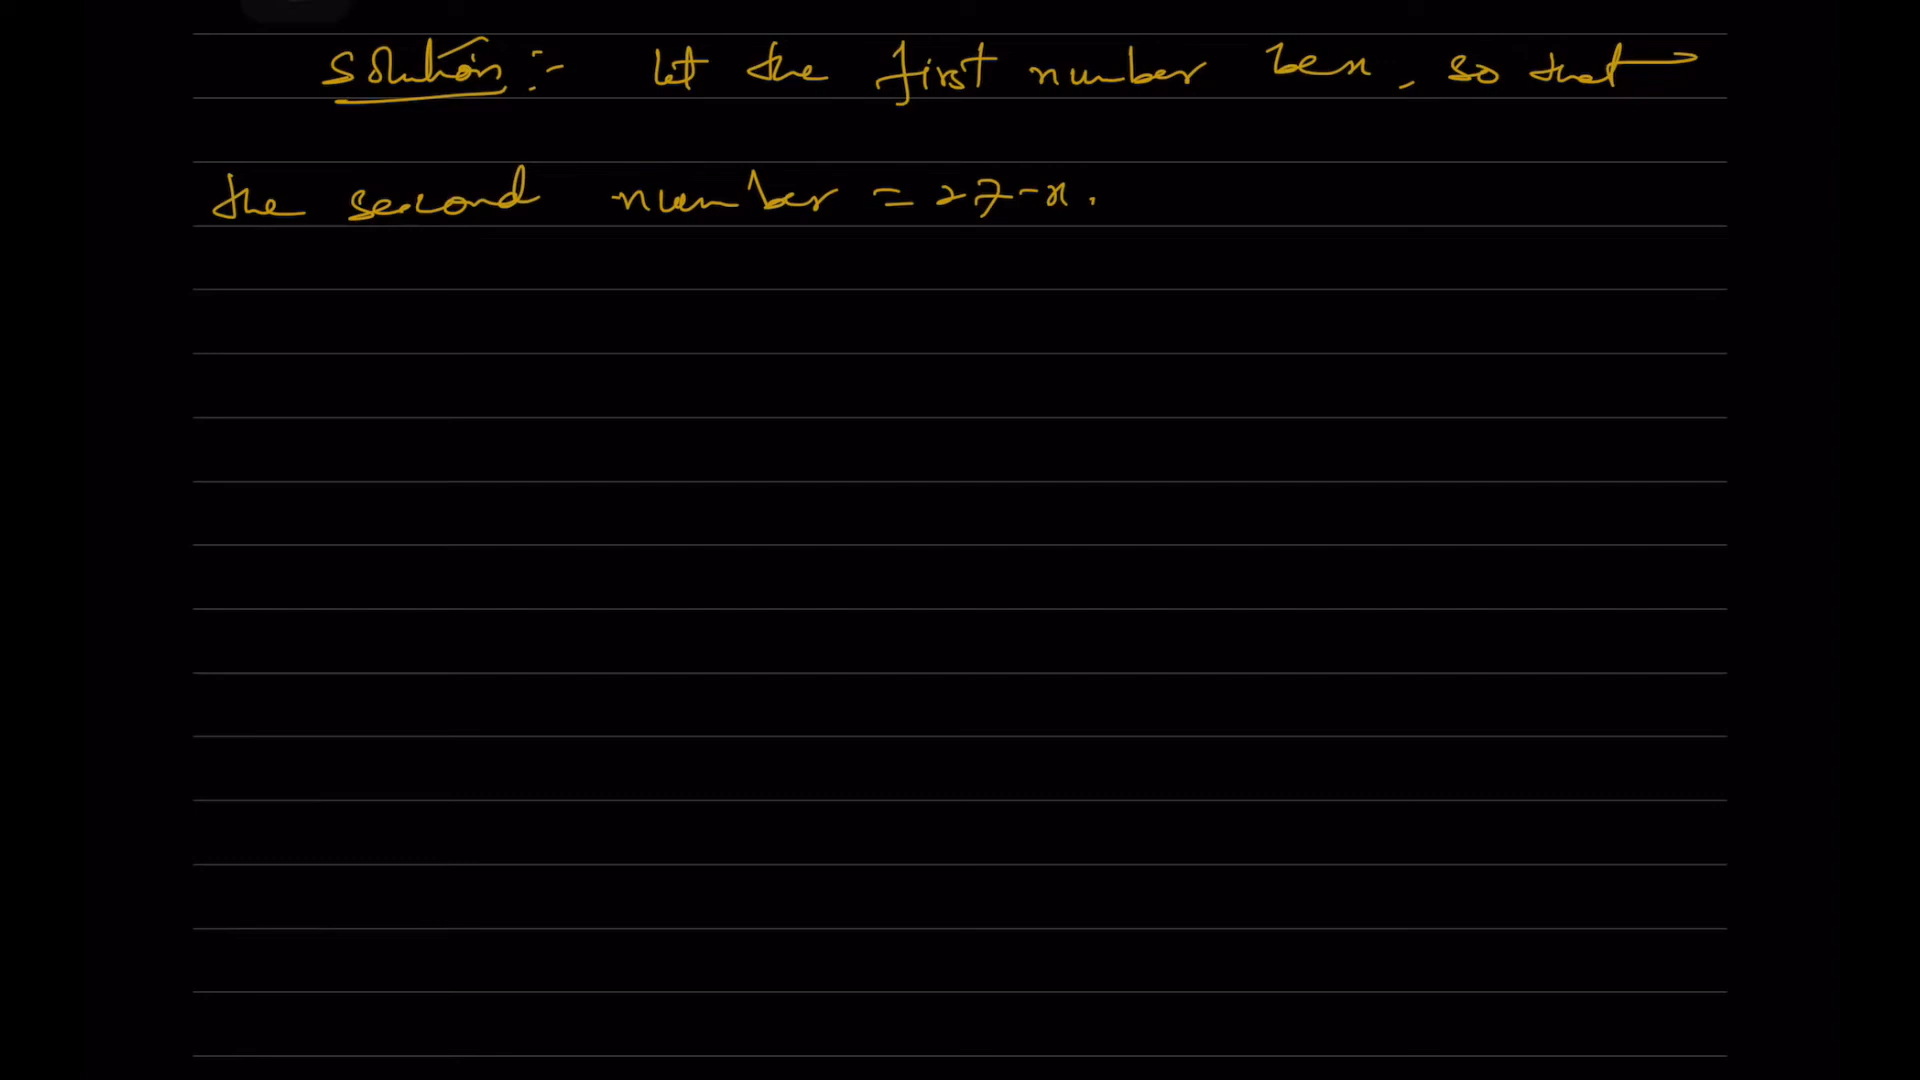 Solution :- let the first number be x, so that
the second number = 27-x.